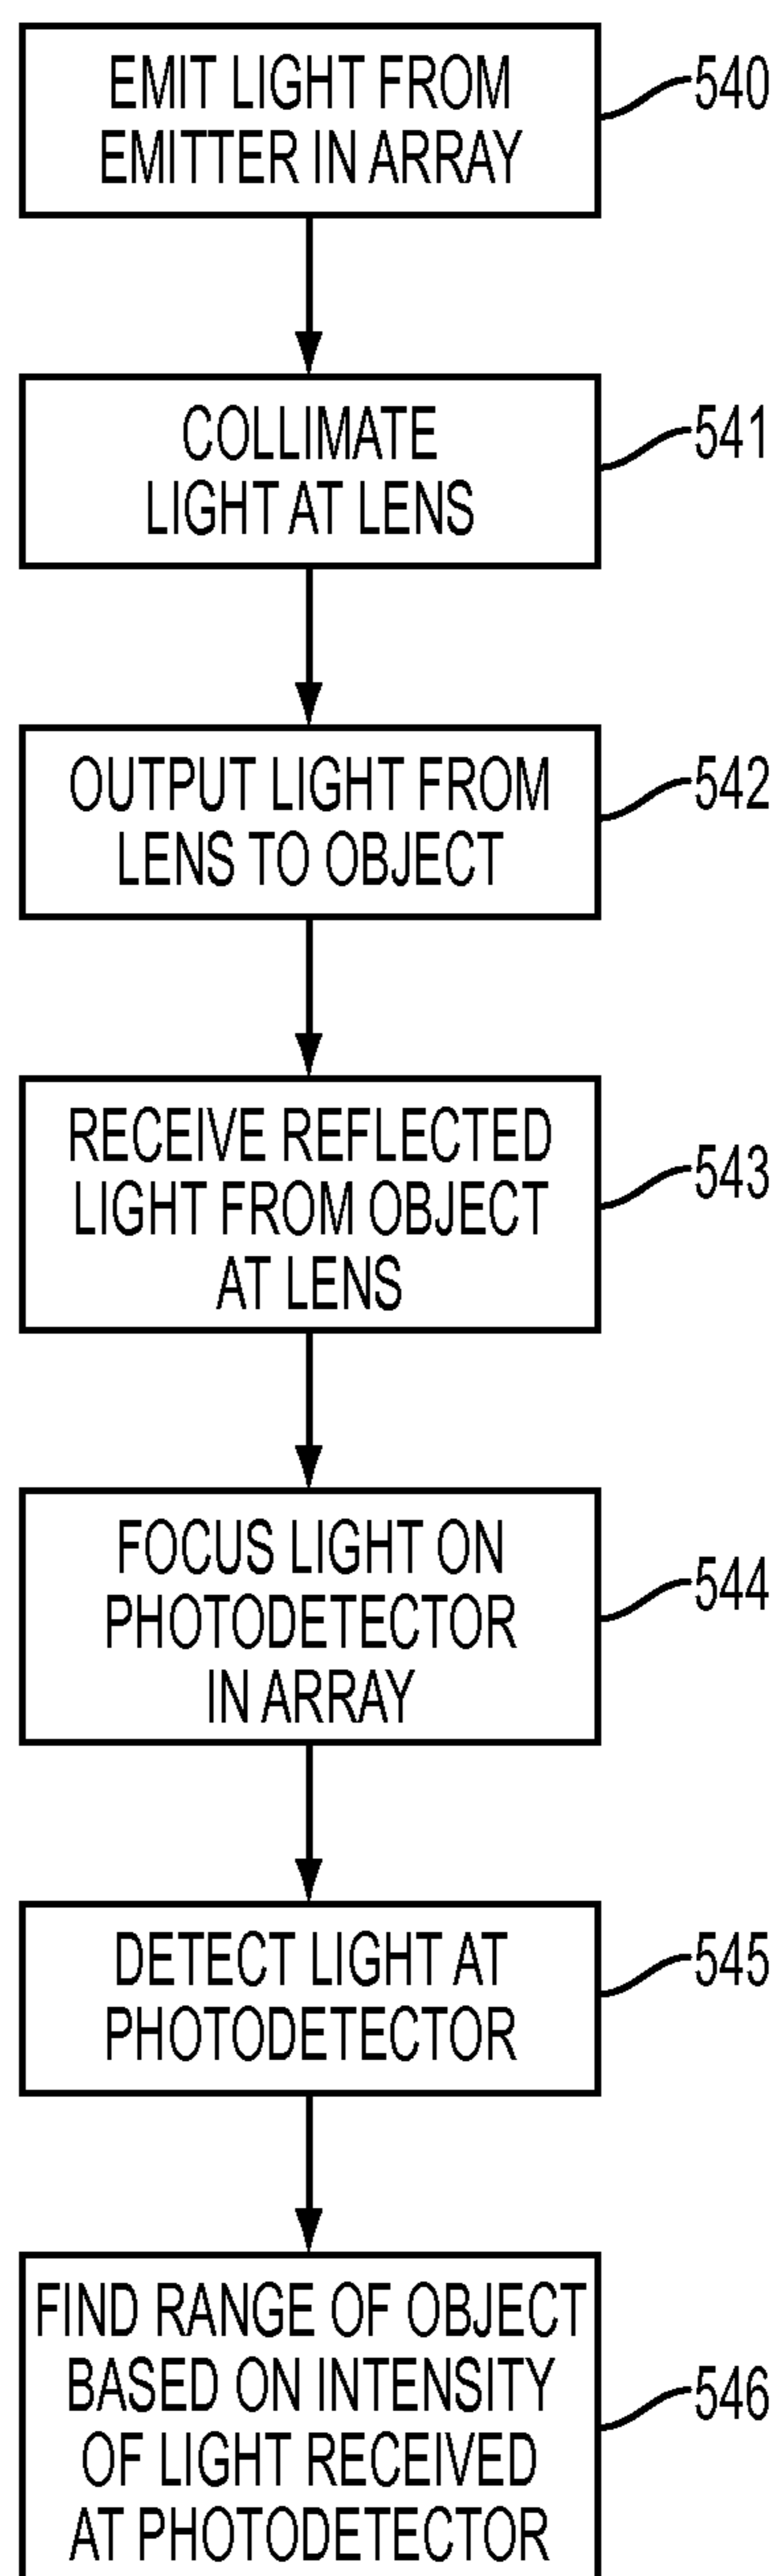 EMIT LIGHT FROM
EMITTER IN ARRAY
540
COLLIMATE
LIGHT AT LENS
541
OUTPUT LIGHT FROM
LENS TO OBJECT
542
RECEIVE REFLECTED
LIGHT FROM OBJECT
AT LENS
543
FOCUS LIGHT ON
PHOTODETECTOR
IN ARRAY
544
DETECT LIGHT AT
PHOTODETECTOR
545
FIND RANGE OF OBJECT
BASED ON INTENSITY
OF LIGHT RECEIVED
AT PHOTODETECTOR
546